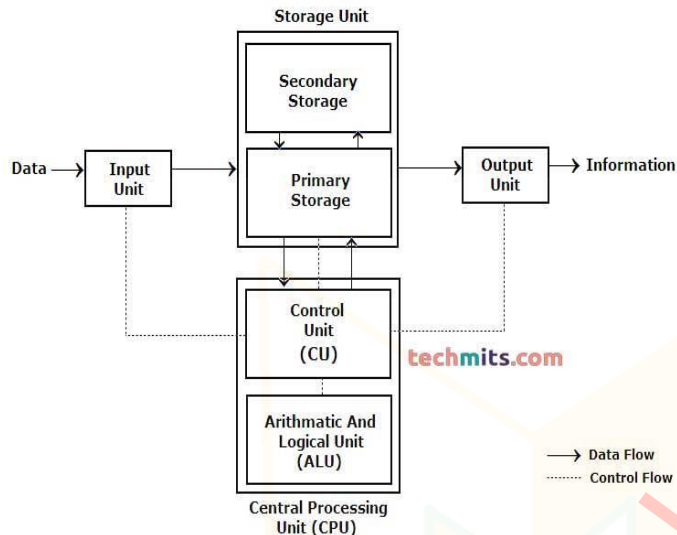 Storage Unit
Secondary
Storage
Data
Input
Unit
Primary
Storage
Output
Unit
Information
Control
Unit
(CU)
techmits.com
Arithmatic And
Logical Unit
(ALU)
Data Flow
Control Flow
Central Processing
Unit (CPU)